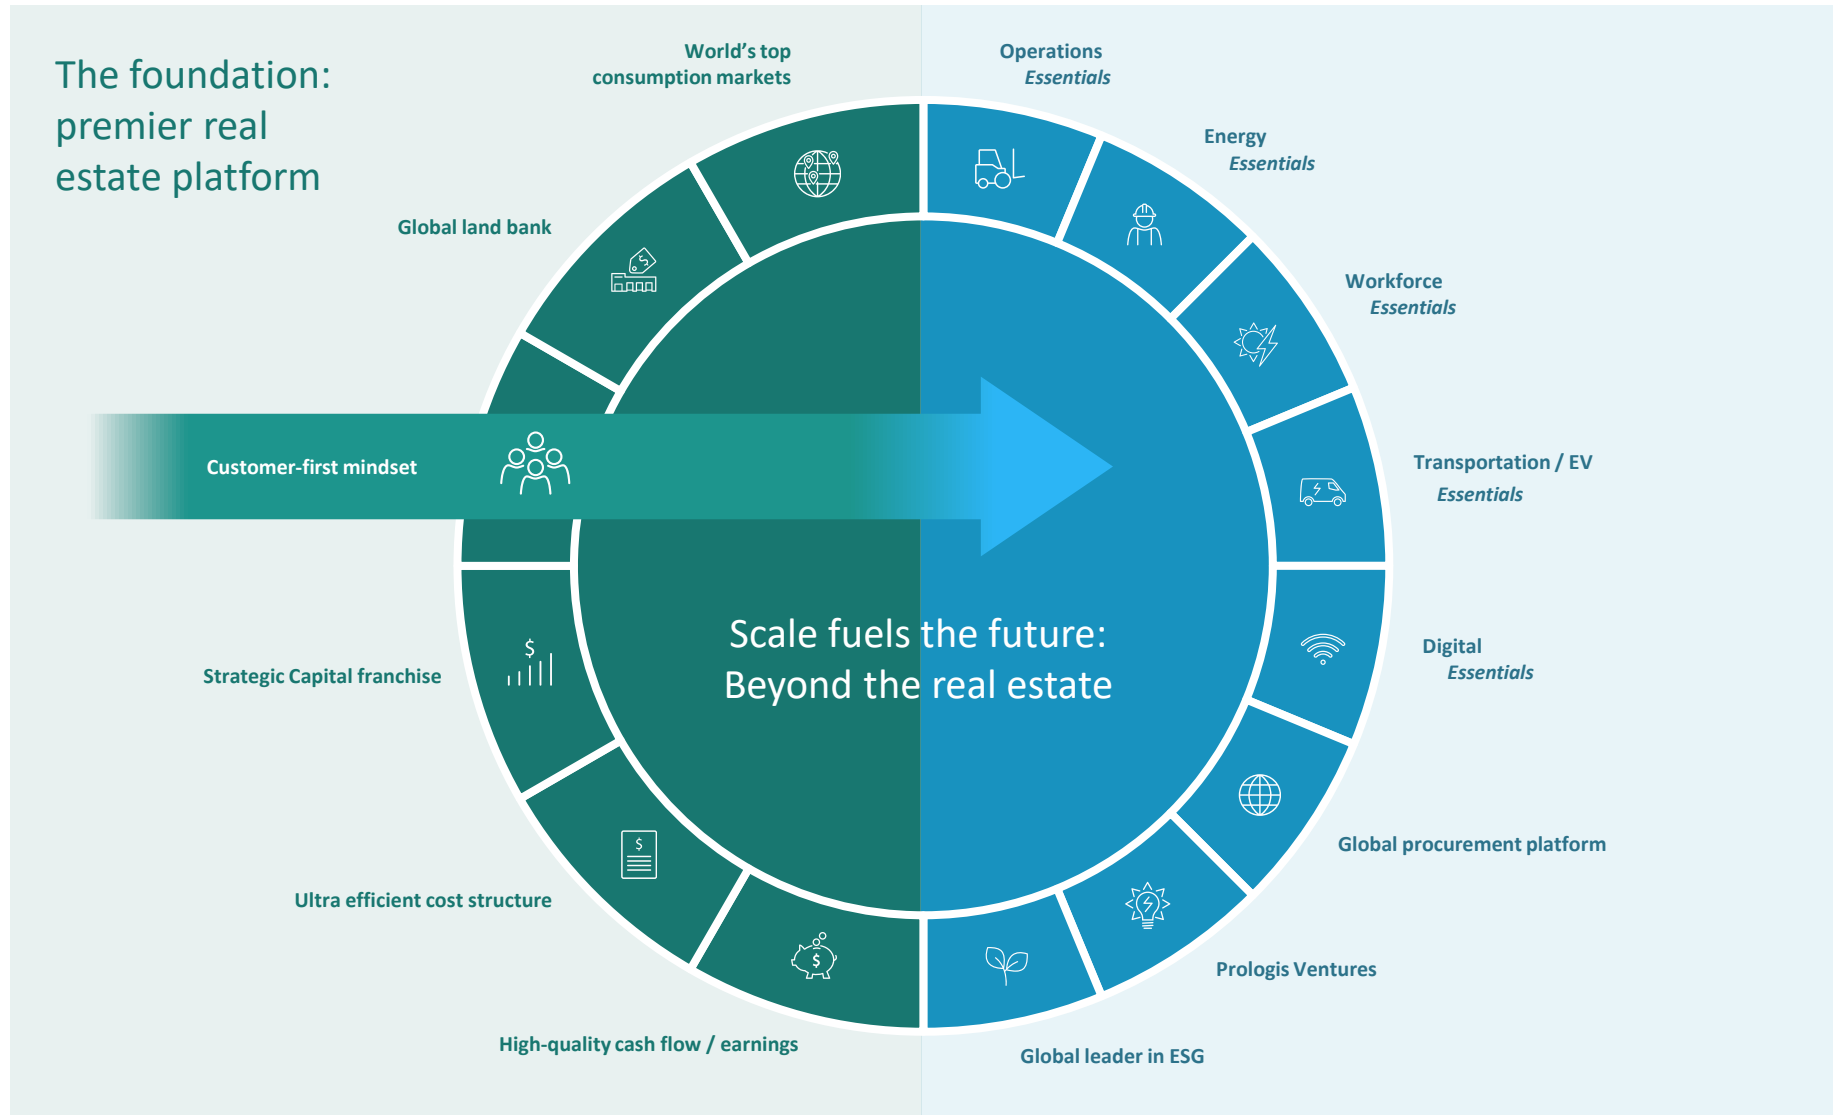 The foundation:
premier real
estate platform
World's top
consumption markets
Global land bank
Customer-first mindset
Strategic Capital franchise
Ultra efficient cost structure
High-quality cash flow / earnings
Operations
Essentials
Energy
Essentials
Workforce
Essentials
Transportation / EV
Essentials
Digital
Essentials
Global procurement platform
Prologis Ventures
Global leader in ESG
Scale fuels the future:
Beyond the real estate
$
$
$
$